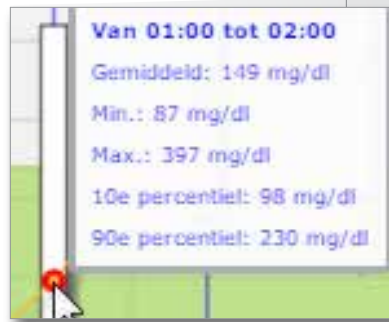 Van 01:00 tot 02:00
Gemiddeld: 149 mg/dl
Min.: 87 mg/dl
Max.: 397 mg/dl
10e percentiel: 98 mg/dl
90e percentiel: 230 mg/dl